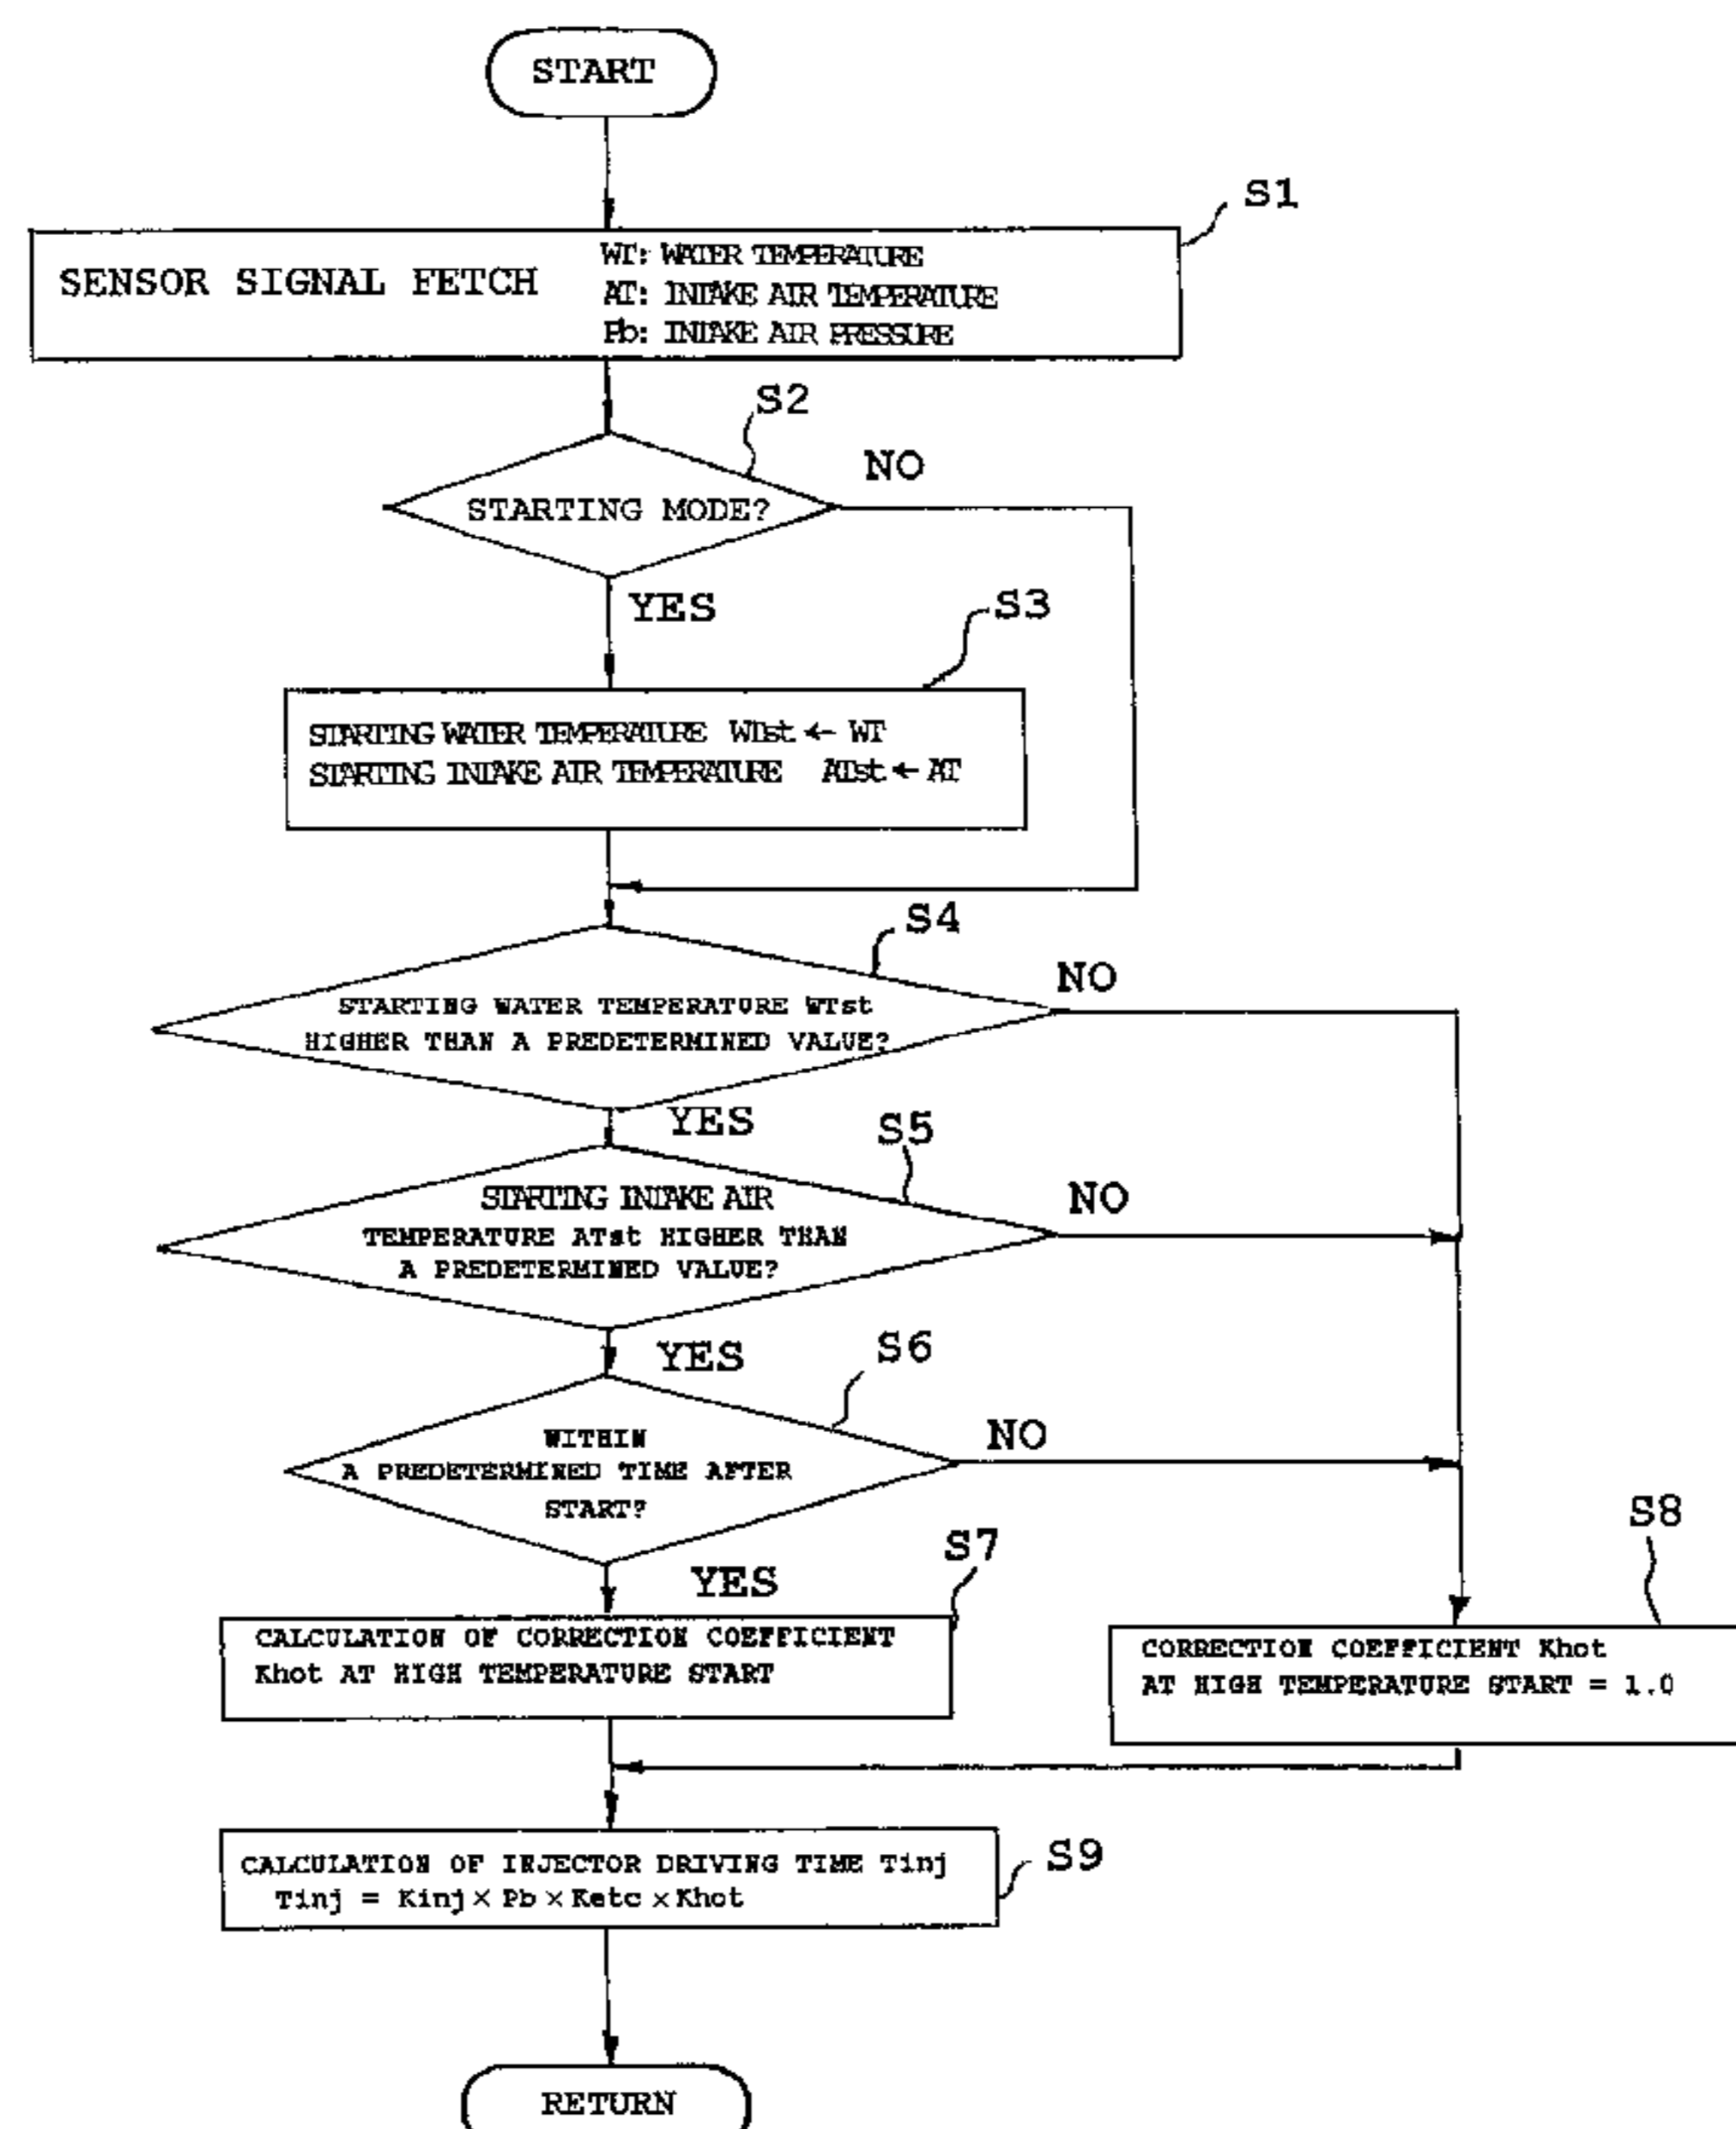 START
S1
SENSOR SIGNAL FETCH
WT: WATER TEMPERATURE
AT: INTAKE AIR TEMPERATURE
Pb: INTAKE AIR PRESSURE
S2
NO
STARTING MODE?
YES
S3
STARTING WATER TEMPERATURE WTst ← WT
STARTING INTAKE AIR TEMPERATURE ATst ← AT
S4
NO
STARTING WATER TEMPERATURE WTst
HIGHER THAN A PREDETERMINED VALUE?
YES
S5
NO
STARTING INTAKE AIR
TEMPERATURE ATst HIGHER THAN
A PREDETERMINED VALUE?
YES
S6
NO
WITHIN
A PREDETERMINED TIME AFTER
START?
YES
S7
S8
CALCULATION OF CORRECTION COEFFICIENT
Khot AT HIGH TEMPERATURE START
CORRECTION COEFFICIENT Khot
AT HIGH TEMPERATURE START = 1.0
CALCULATION OF INJECTOR DRIVING TIME Tinj
Tinj = Kinj × Pb × Ketc × Khot
S9
RETURN